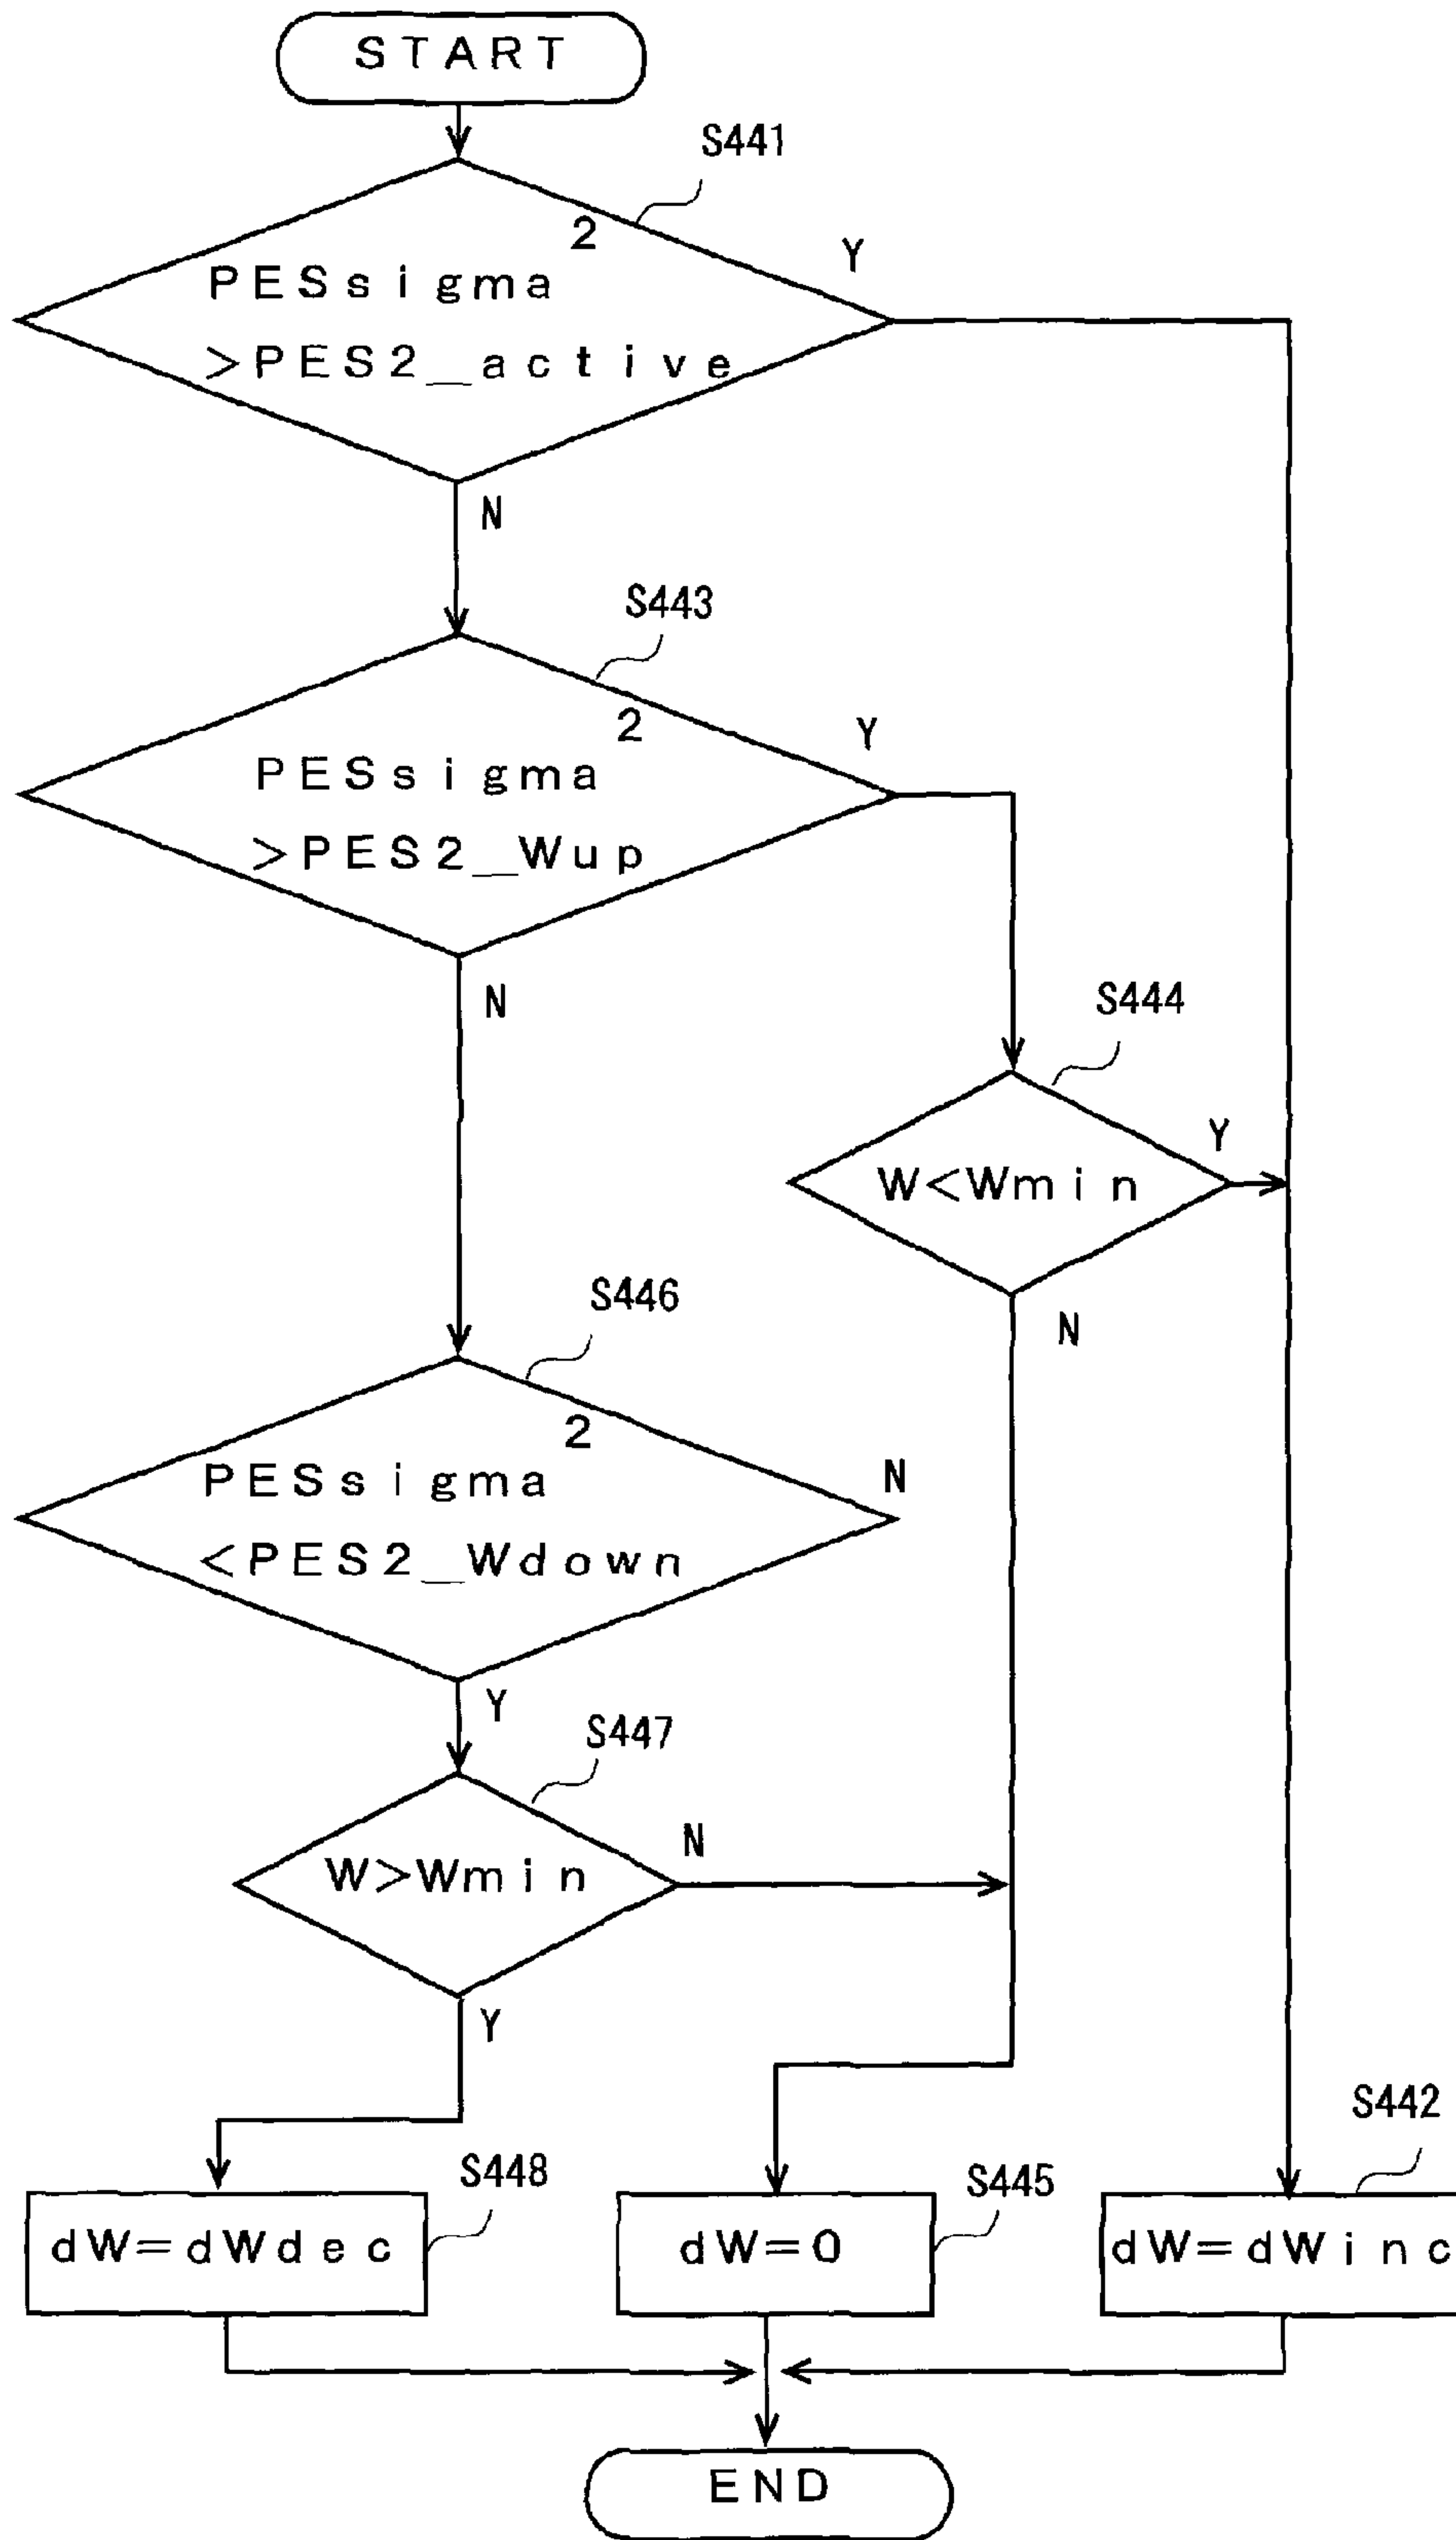 START
S441
2
Y
PESsigma
>PES2_active
N
S443
2
Y
PESsigma
>PES2_Wup
N
S444
Y
W<Wmin
N
S446
2
N
PESsigma
<PES2_Wdown
Y
S447
N
W>Wmin
Y
S442
S448
S445
dW=dWdec
dW=0
dW=dWinc
END